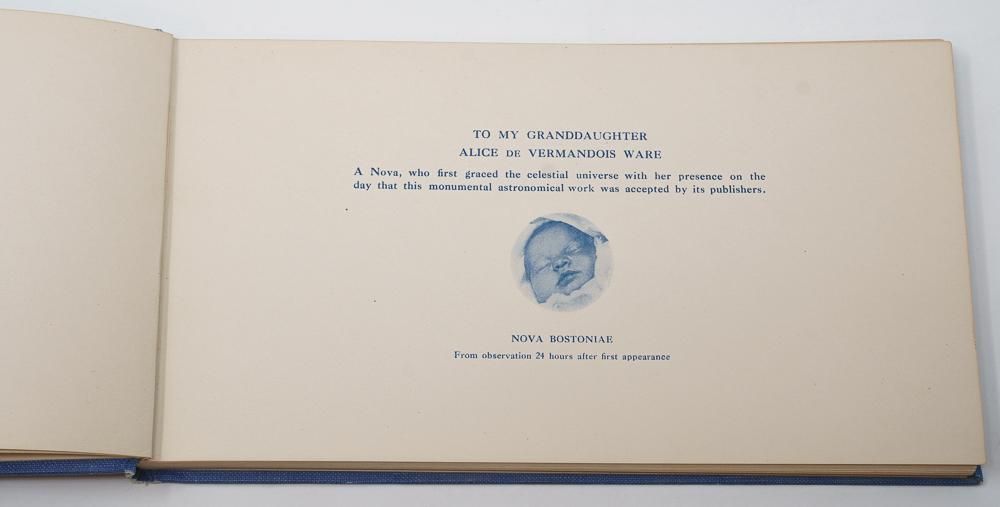 TO MY GRANDDAUGHTER
ALICE DE VERMANDOIS WARE
A Nova, who first graced the celestial universe with her presence on the
day that this monumental astronomical work was accepted by its publishers.
NOVA BOSTONIAE
From observation 24 hours after first appearance